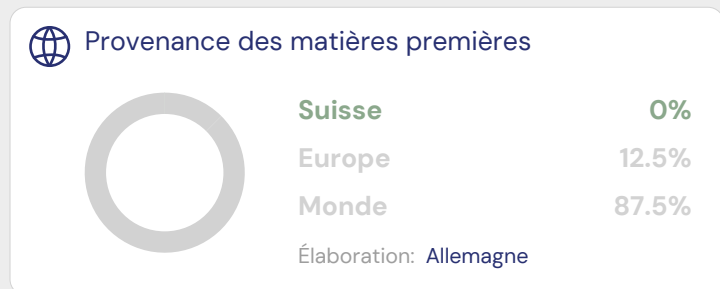 Provenance des matières premières
Suisse 0%
Europe 12.5%
Monde 87.5%
Élaboration: Allemagne